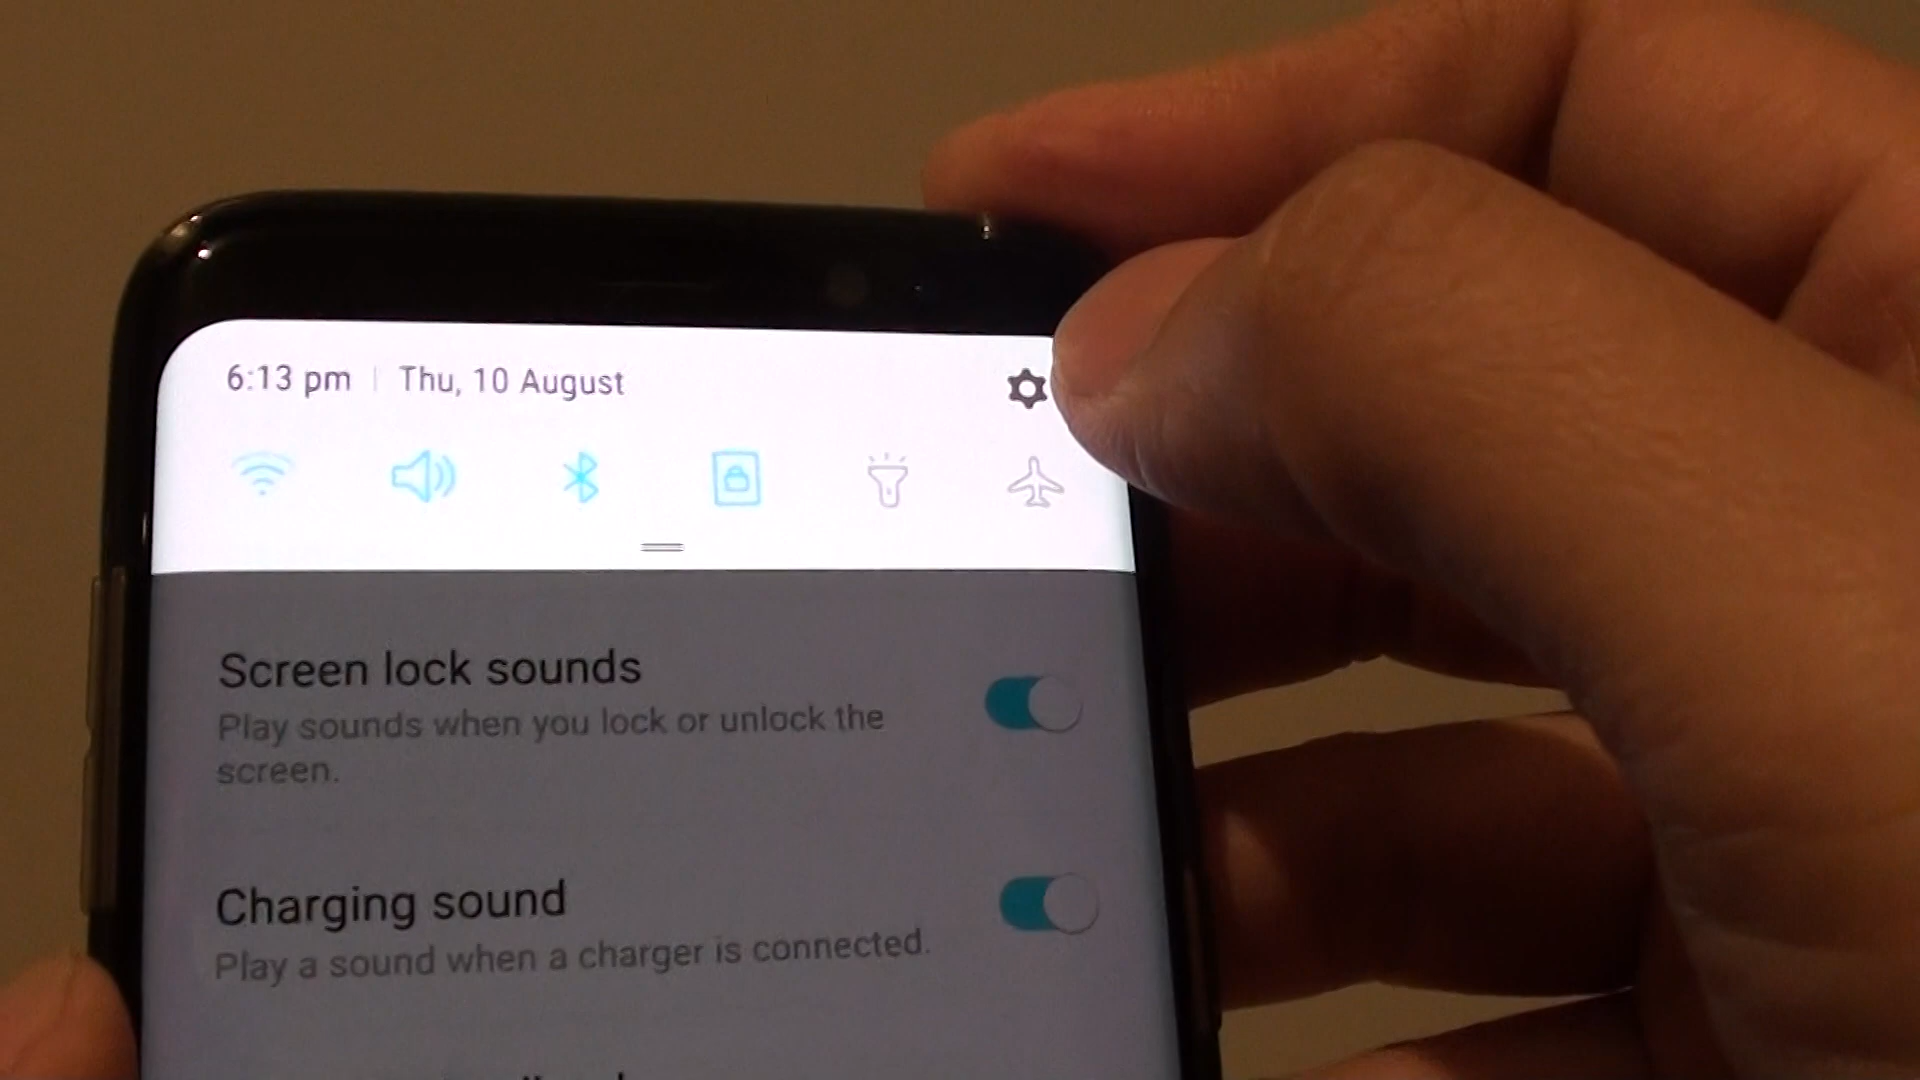 6:13 pm | Thu, 10 August
Screen lock sounds
Play sounds when you lock or unlock the
screen.
Charging sound
Play a sound when a charger is connected.